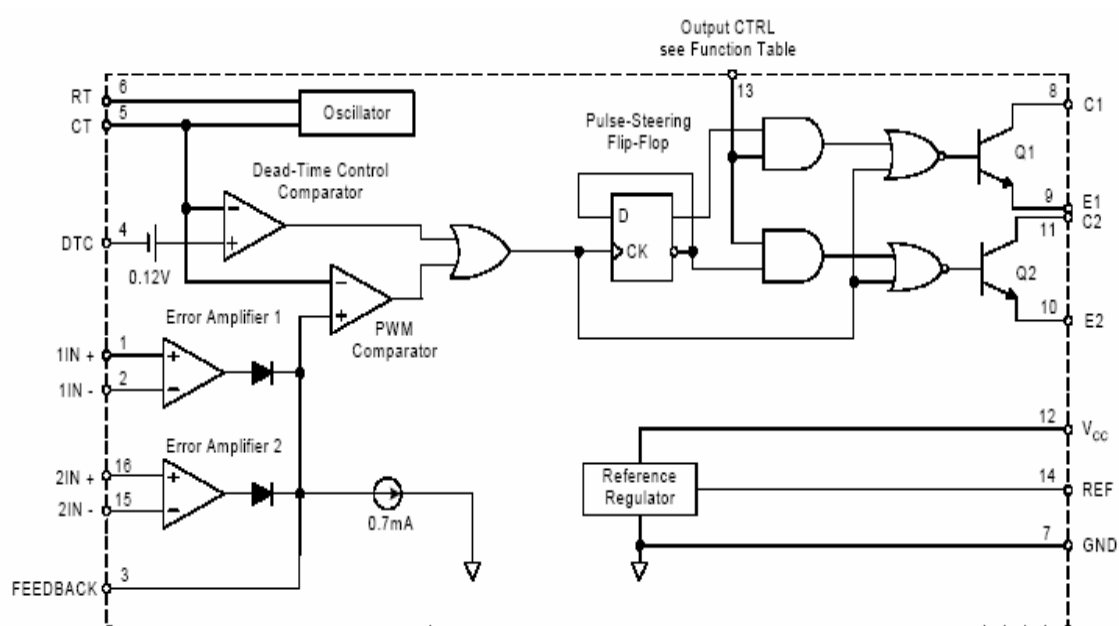 Output CTRL
see Function Table
13
RT
6
Oscillator
CT
5
8
C1
Pulse-Steering
Flip-Flop
Q1
Dead-Time Control
Comparator
9
E1
D
C2
11
DTC
4
−
+
0.12V
CK
Q2
−
+
PWM
Comparator
10
E2
Error Amplifier 1
1IN +
1
+
2
1IN -
−
12
VCC
Error Amplifier 2
2IN +
16
+
Reference
Regulator
14
REF
15
2IN -
−
0.7mA
7
GND
3
FEEDBACK